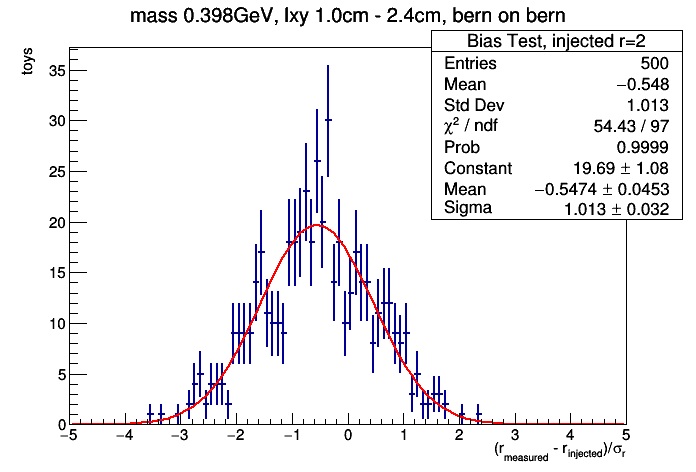 mass 0.398GeV, lxy 1.0cm - 2.4cm, bern on bern
toys
Bias Test, injected r=2
Entries 500
Mean −0.548
Std Dev 1.013
χ² / ndf 54.43 / 97
Prob 0.9999
Constant 19.69 ± 1.08
Mean −0.5474 ± 0.0453
Sigma 1.013 ± 0.032
35
30
25
20
15
10
5
0
−5 −4 −3 −2 −1 0 1 2 3 4 5
(r_measured - r_injected)/σ_r